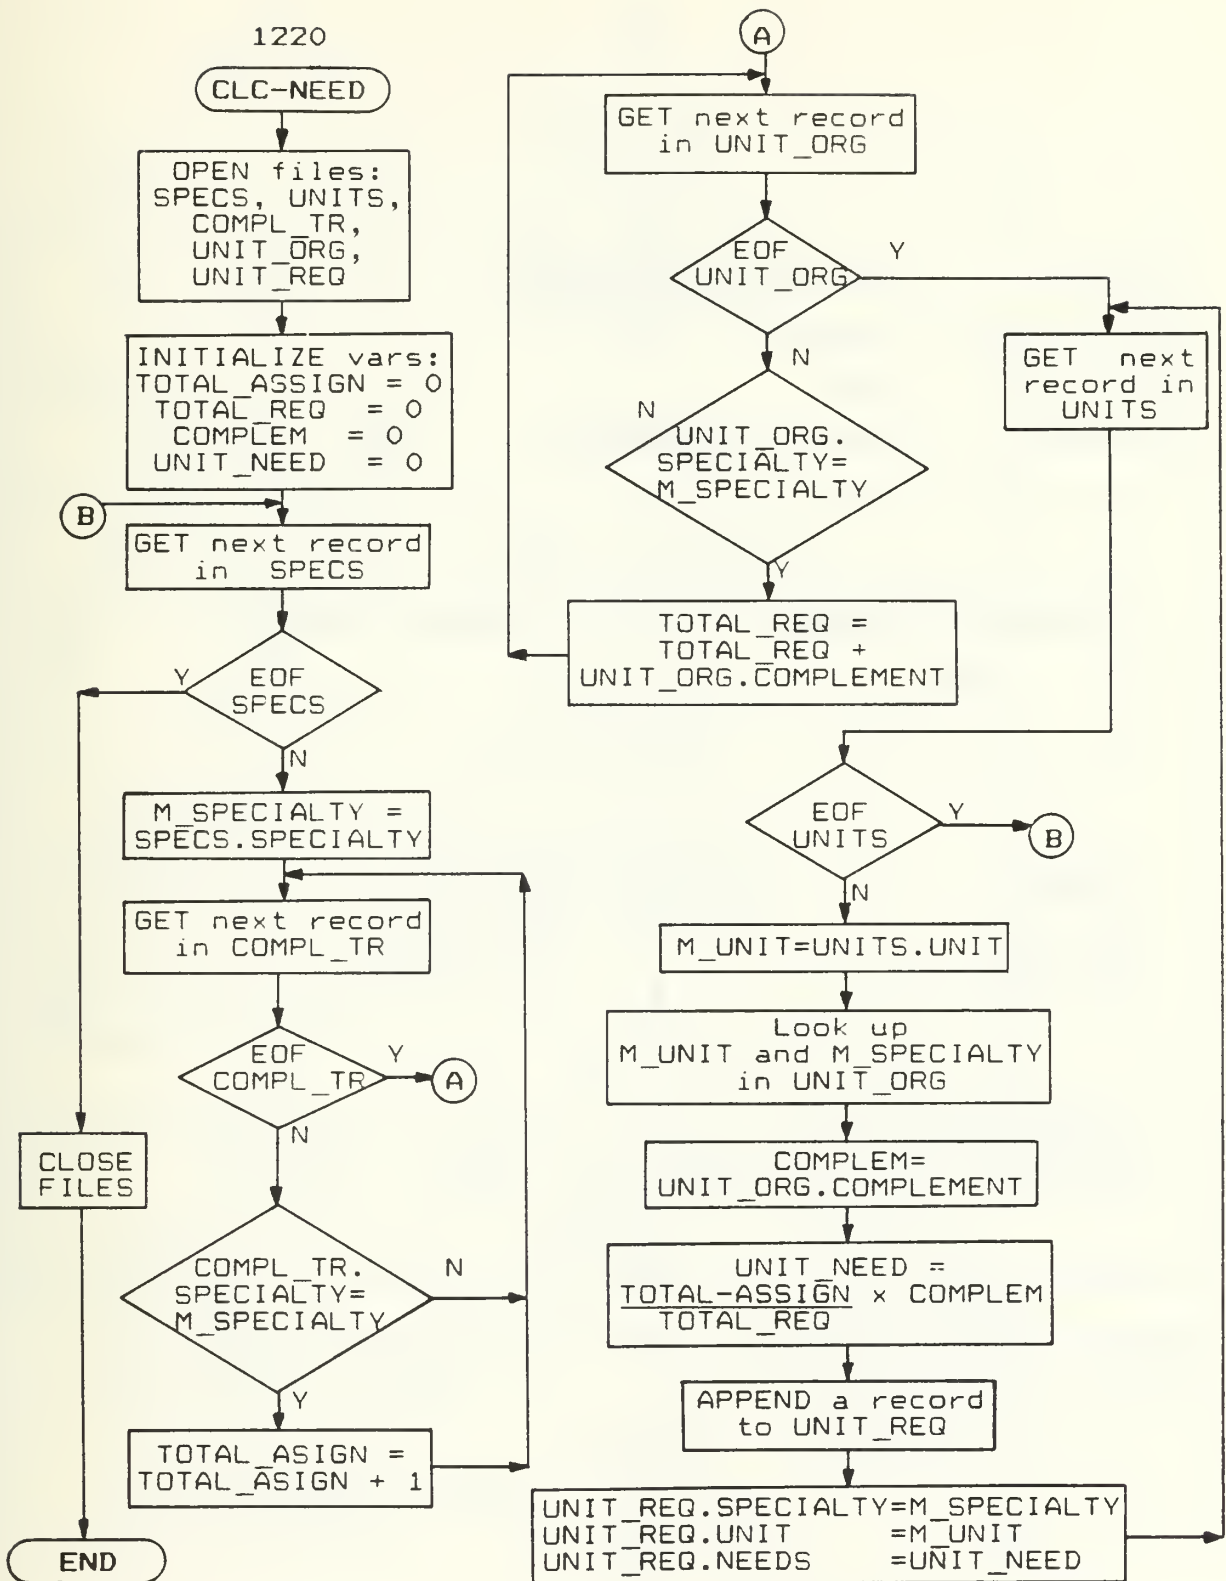 1220
CLC-NEED
OPEN files:
SPECS, UNITS,
COMPL_TR,
UNIT_ORG,
UNIT_REQ
INITIALIZE vars:
TOTAL_ASSIGN = 0
TOTAL_REQ = 0
COMPLEM = 0
UNIT_NEED = 0
B
GET next record
in SPECS
EOF
SPECS
Y
N
M_SPECIALTY =
SPECS.SPECIALTY
GET next record
in COMPL_TR
EOF
COMPL_TR
Y
A
N
CLOSE
FILES
COMPL_TR.
SPECIALTY=
M_SPECIALTY
N
Y
TOTAL_ASIGN =
TOTAL_ASIGN + 1
END
A
GET next record
in UNIT_ORG
EOF
UNIT_ORG
Y
N
GET next
record in
UNITS
N
UNIT_ORG.
SPECIALTY=
M_SPECIALTY
Y
TOTAL_REQ =
TOTAL_REQ +
UNIT_ORG.COMPLEMENT
EOF
UNITS
Y
B
N
M_UNIT=UNITS.UNIT
Look up
M_UNIT and M_SPECIALTY
in UNIT_ORG
COMPLEM=
UNIT_ORG.COMPLEMENT
UNIT_NEED =
TOTAL-ASSIGN x COMPLEM
TOTAL_REQ
APPEND a record
to UNIT_REQ
UNIT_REQ.SPECIALTY=M_SPECIALTY
UNIT_REQ.UNIT =M_UNIT
UNIT_REQ.NEEDS =UNIT_NEED